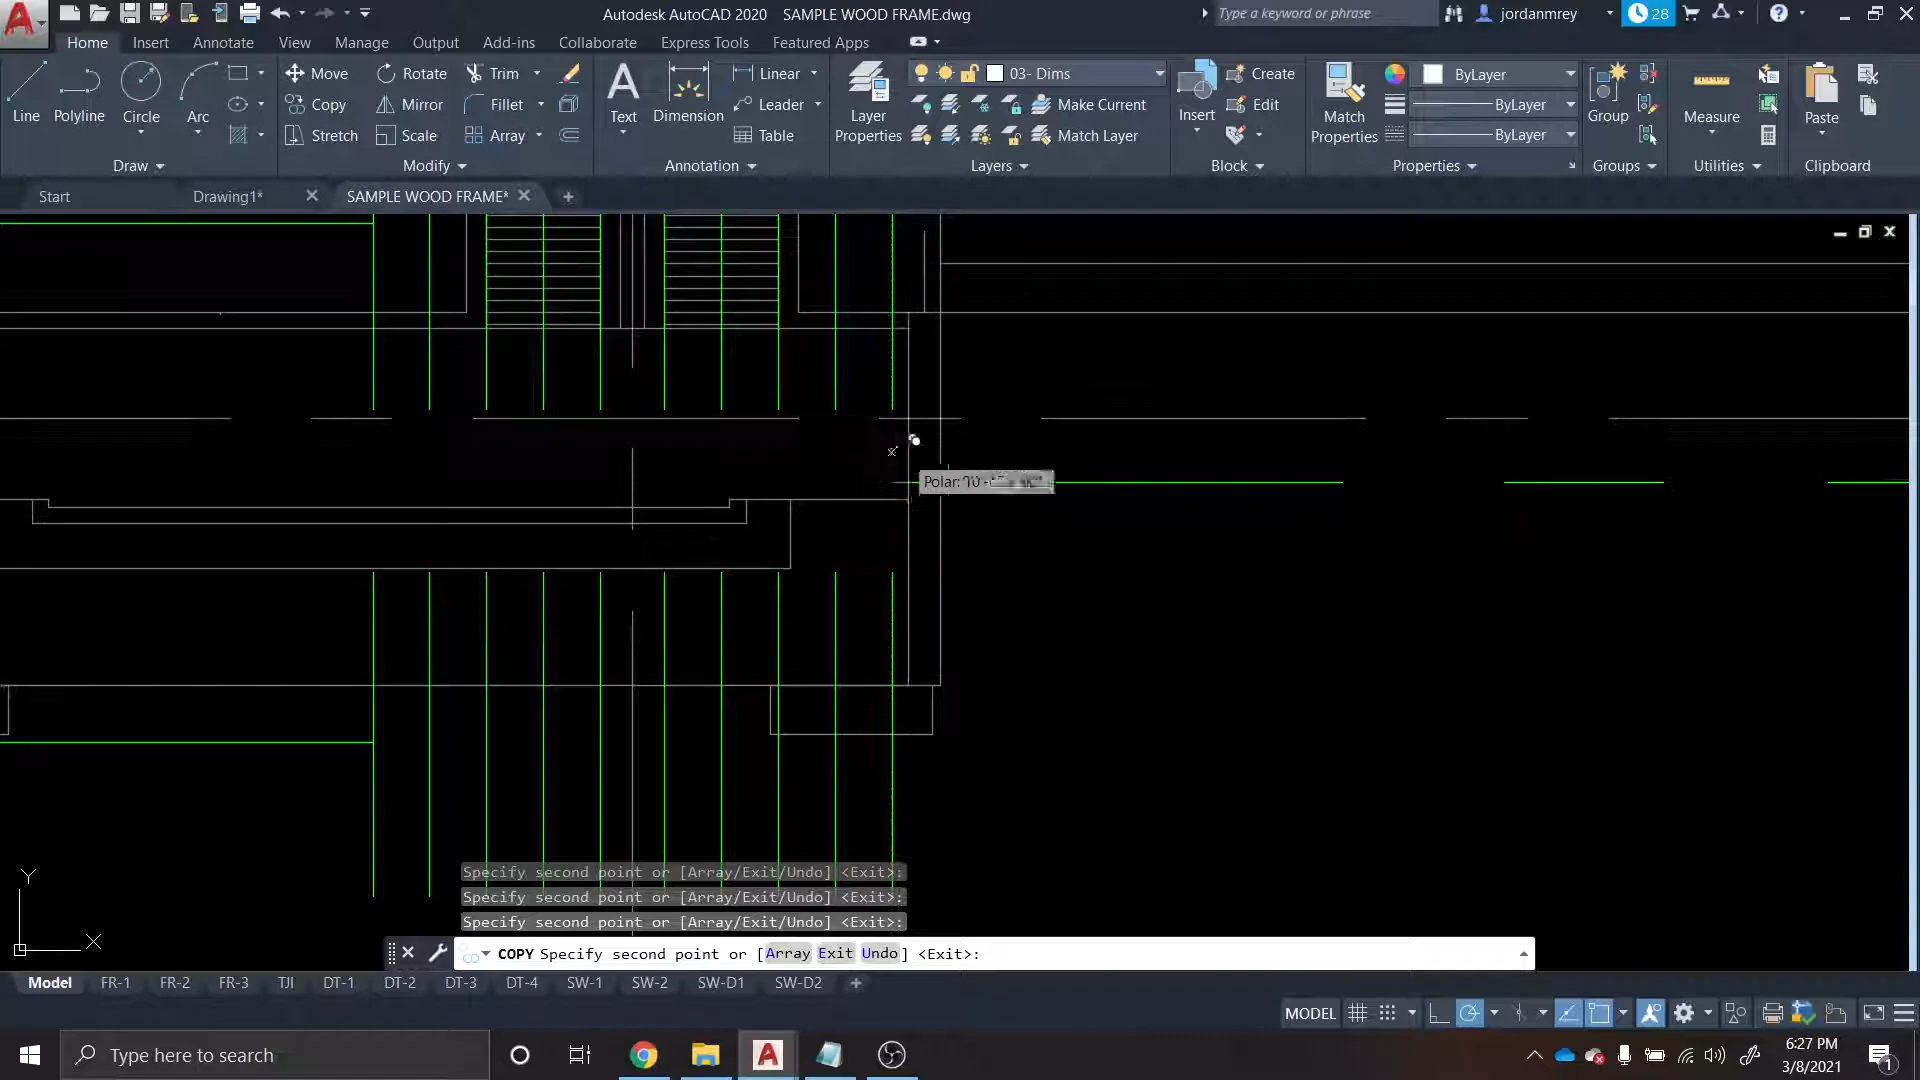 Autodesk AutoCAD 2020 SAMPLE WOOD FRAME.dwg
Type a keyword or phrase
jordanmrey
28
Home Insert Annotate View Manage Output Add-ins Collaborate Express Tools Featured Apps
Line Polyline Circle Arc
Move Rotate Trim
Copy Mirror Fillet
Stretch Scale Array
Text Dimension
Linear
Leader
Table
Layer Properties
03- Dims
Make Current
Match Layer
Insert
Create
Edit
Match Properties
ByLayer
ByLayer
ByLayer
Group
Measure
Paste
Draw Modify Annotation Layers Block Properties Groups Utilities Clipboard
Start Drawing1* SAMPLE WOOD FRAME*
Polar:
Y
X
Specify second point or [Array/Exit/Undo] <Exit>:
Specify second point or [Array/Exit/Undo] <Exit>:
Specify second point or [Array/Exit/Undo] <Exit>:
COPY Specify second point or [Array Exit Undo] <Exit>:
Model FR-1 FR-2 FR-3 TJI DT-1 DT-2 DT-3 DT-4 SW-1 SW-2 SW-D1 SW-D2
MODEL
Type here to search
6:27 PM
3/8/2021
1